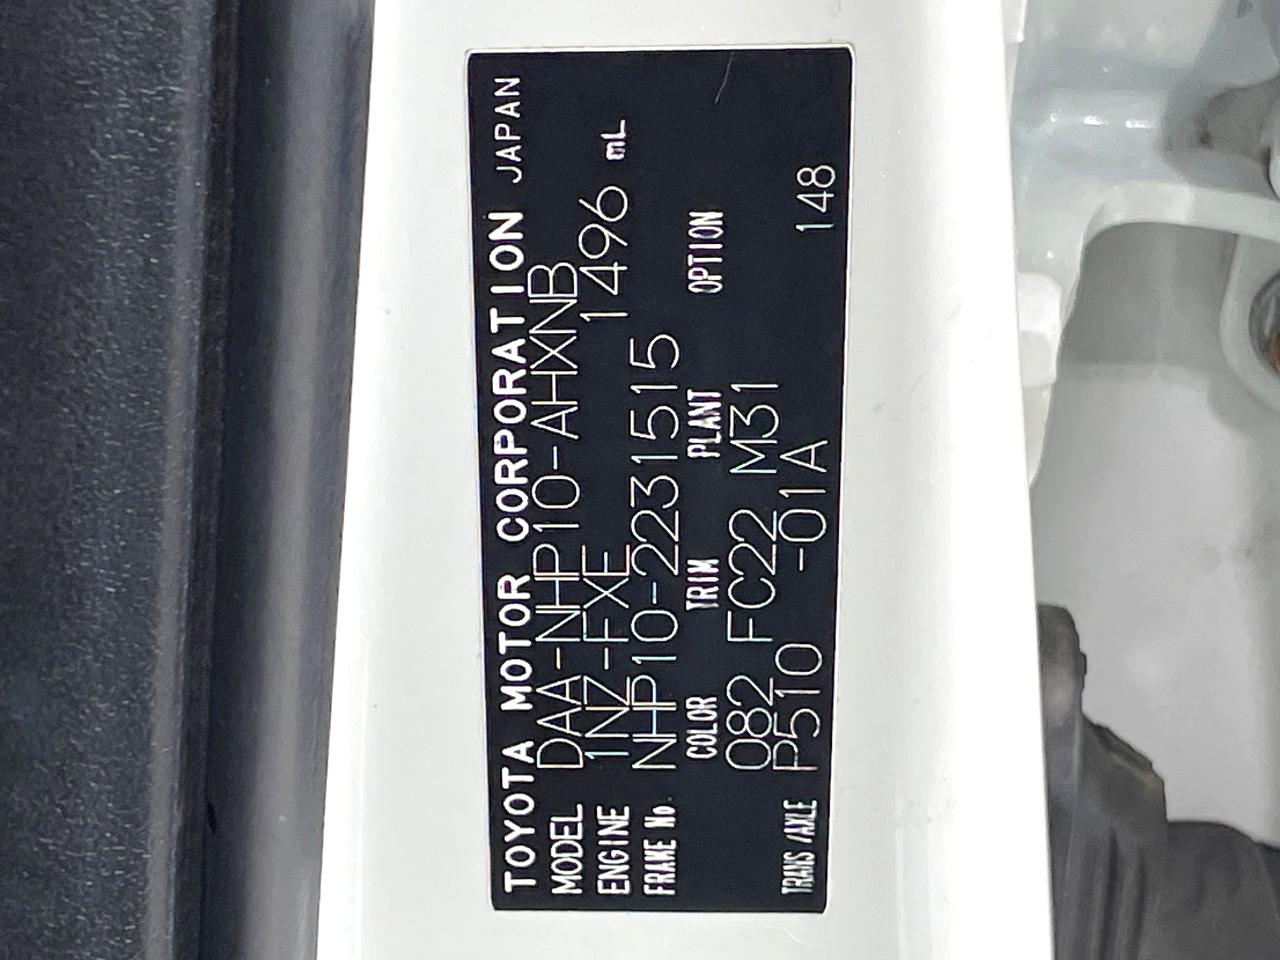 TOYOTA MOTOR CORPORATION JAPAN
MODEL DAA-NHP10-AHXNB
ENGINE 1NZ-FXE 1496 mL
FRAME No. NHP10-2231515
COLOR TRIM PLANT OPTION
082 FC22 M31
TRANS/AXLE P510 -01A 148